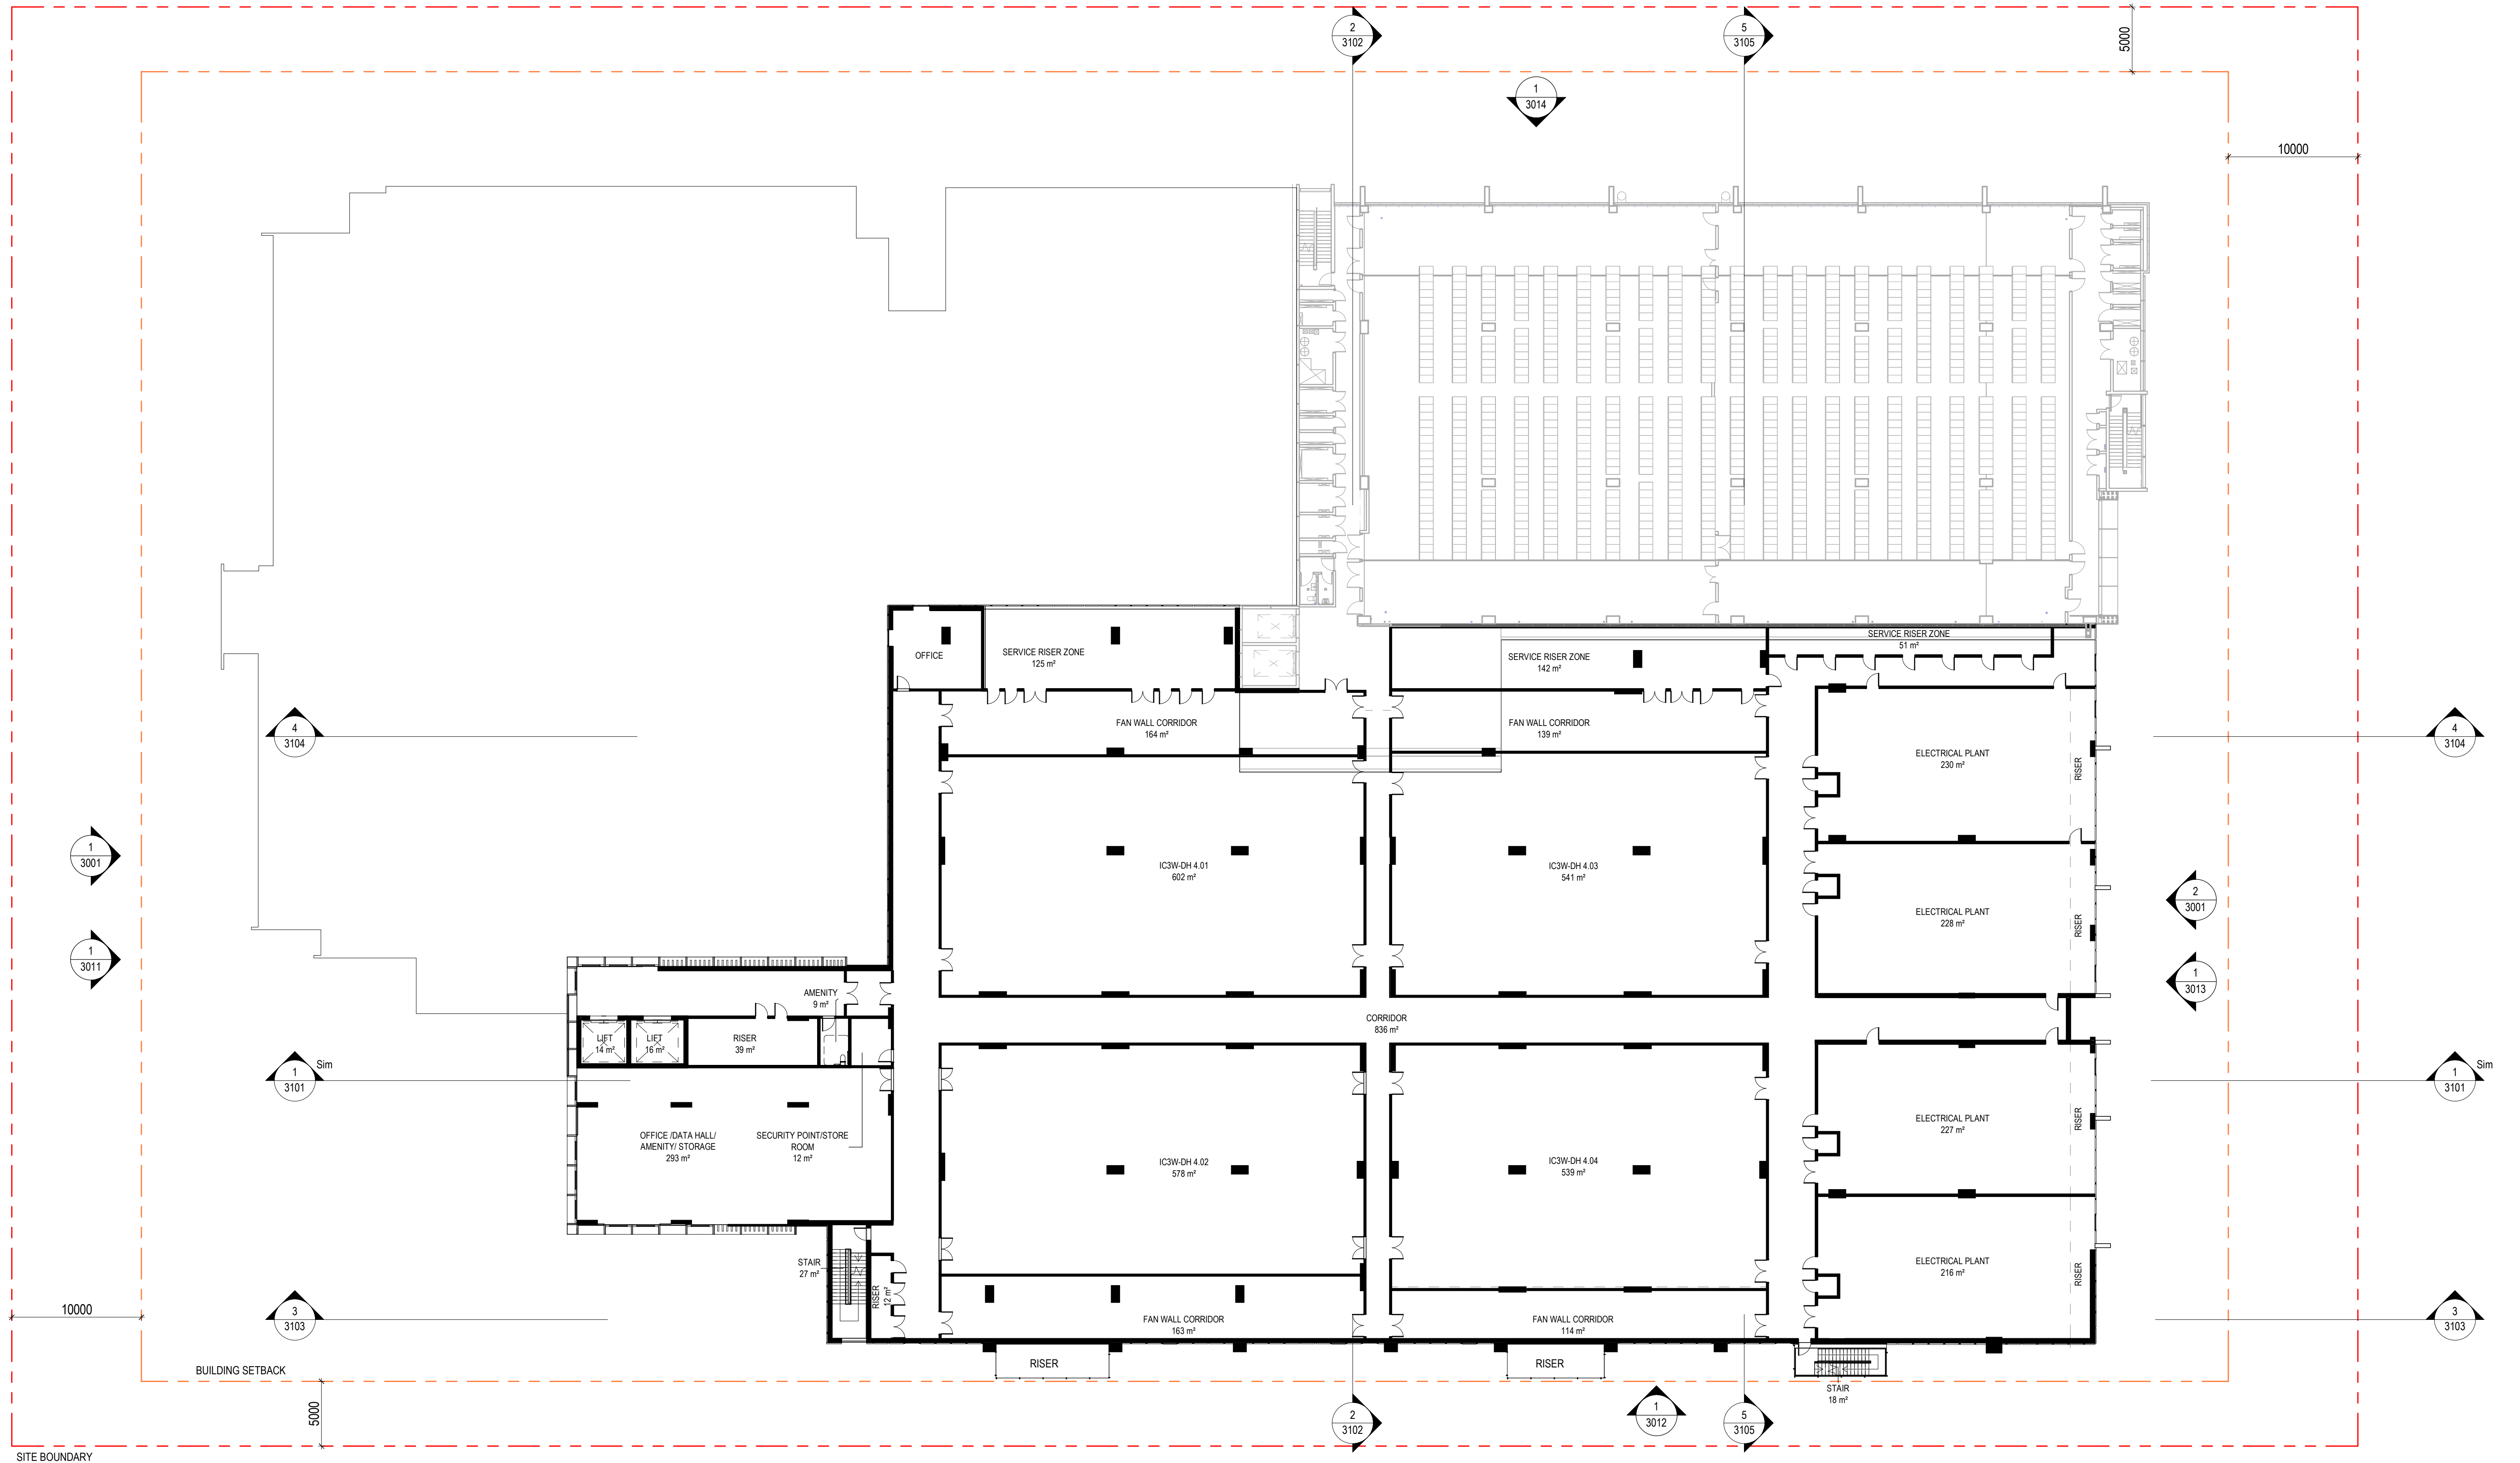 2
3102
5
3105
5000
1
3014
10000
OFFICE
SERVICE RISER ZONE
125 m²
SERVICE RISER ZONE
142 m²
SERVICE RISER ZONE
51 m²
4
3104
FAN WALL CORRIDOR
164 m²
FAN WALL CORRIDOR
139 m²
ELECTRICAL PLANT
230 m²
RISER
4
3104
1
3001
IC3W-DH 4.01
602 m²
IC3W-DH 4.03
541 m²
ELECTRICAL PLANT
228 m²
RISER
2
3001
1
3011
AMENITY
9 m²
1
3013
LIFT
14 m²
LIFT
16 m²
RISER
39 m²
CORRIDOR
836 m²
1
3101
Sim
1
3101
Sim
OFFICE /DATA HALL/
AMENITY/ STORAGE
293 m²
SECURITY POINT/STORE
ROOM
12 m²
IC3W-DH 4.02
578 m²
IC3W-DH 4.04
539 m²
ELECTRICAL PLANT
227 m²
RISER
STAIR
27 m²
RISER
12 m²
ELECTRICAL PLANT
216 m²
RISER
10000
3
3103
FAN WALL CORRIDOR
163 m²
FAN WALL CORRIDOR
114 m²
3
3103
RISER
RISER
BUILDING SETBACK
5000
STAIR
18 m²
2
3102
1
3012
5
3105
SITE BOUNDARY